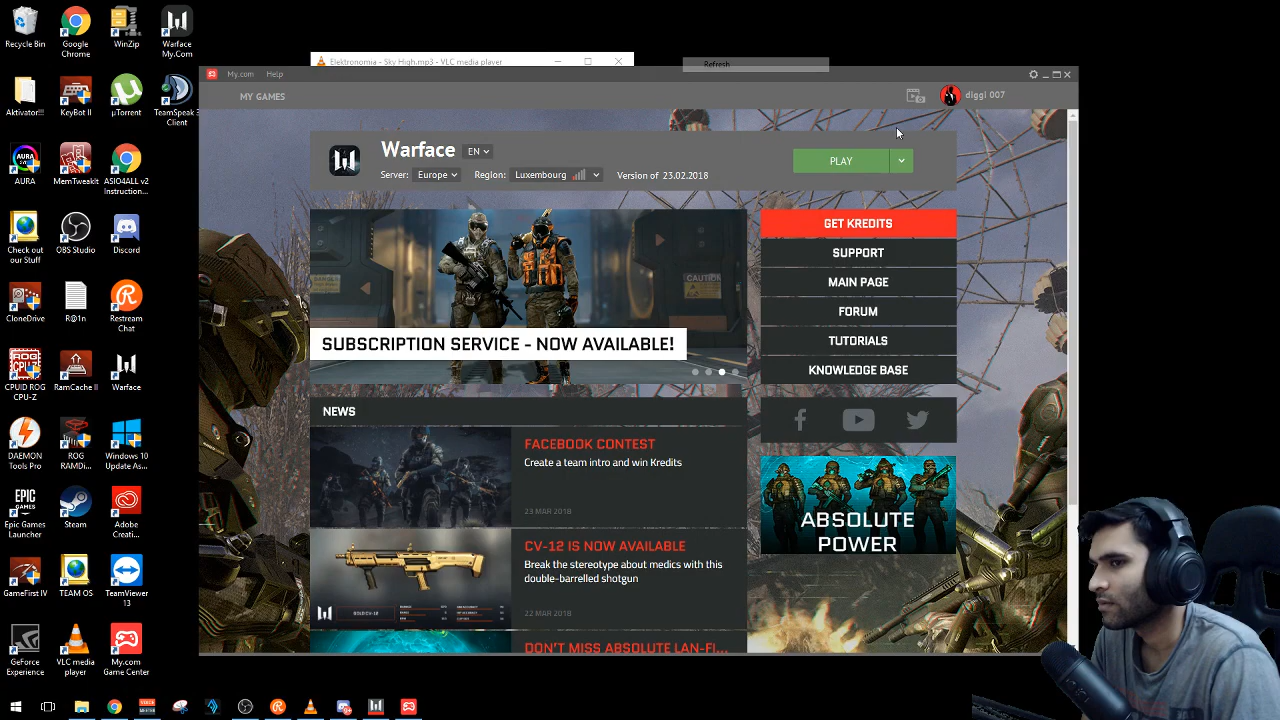 Recycle Bin
Google
Chrome
WinZip
Warface
My.Com
Aktivator!!!
KeyBot II
µTorrent
TeamSpeak 3
Client
AURA
MemTweakIt
ASIO4ALL v2
Instruction...
Check out
our Stuff
OBS Studio
Discord
CloneDrive
R@1n
Restream
Chat
CPUID ROG
CPU-Z
RamCache II
Warface
DAEMON
Tools Pro
ROG
RAMDi...
Windows 10
Update As...
Epic Games
Launcher
Steam
Adobe
Creati...
GameFirst IV
TEAM OS
TeamViewer
13
GeForce
Experience
VLC media
player
My.com
Game Center
Elektronomia - Sky High.mp3 - VLC media player
Refresh
My.com
Help
MY GAMES
diggi 007
Warface
EN
Server: Europe
Region: Luxembourg
Version of 23.02.2018
PLAY
CAUTION
SUBSCRIPTION SERVICE - NOW AVAILABLE!
GET KREDITS
SUPPORT
MAIN PAGE
FORUM
TUTORIALS
KNOWLEDGE BASE
NEWS
FACEBOOK CONTEST
Create a team intro and win Kredits
23 MAR 2018
CV-12 IS NOW AVAILABLE
Break the stereotype about medics with this
double-barrelled shotgun
22 MAR 2018
DON'T MISS ABSOLUTE LAN-FI...
ABSOLUTE
POWER